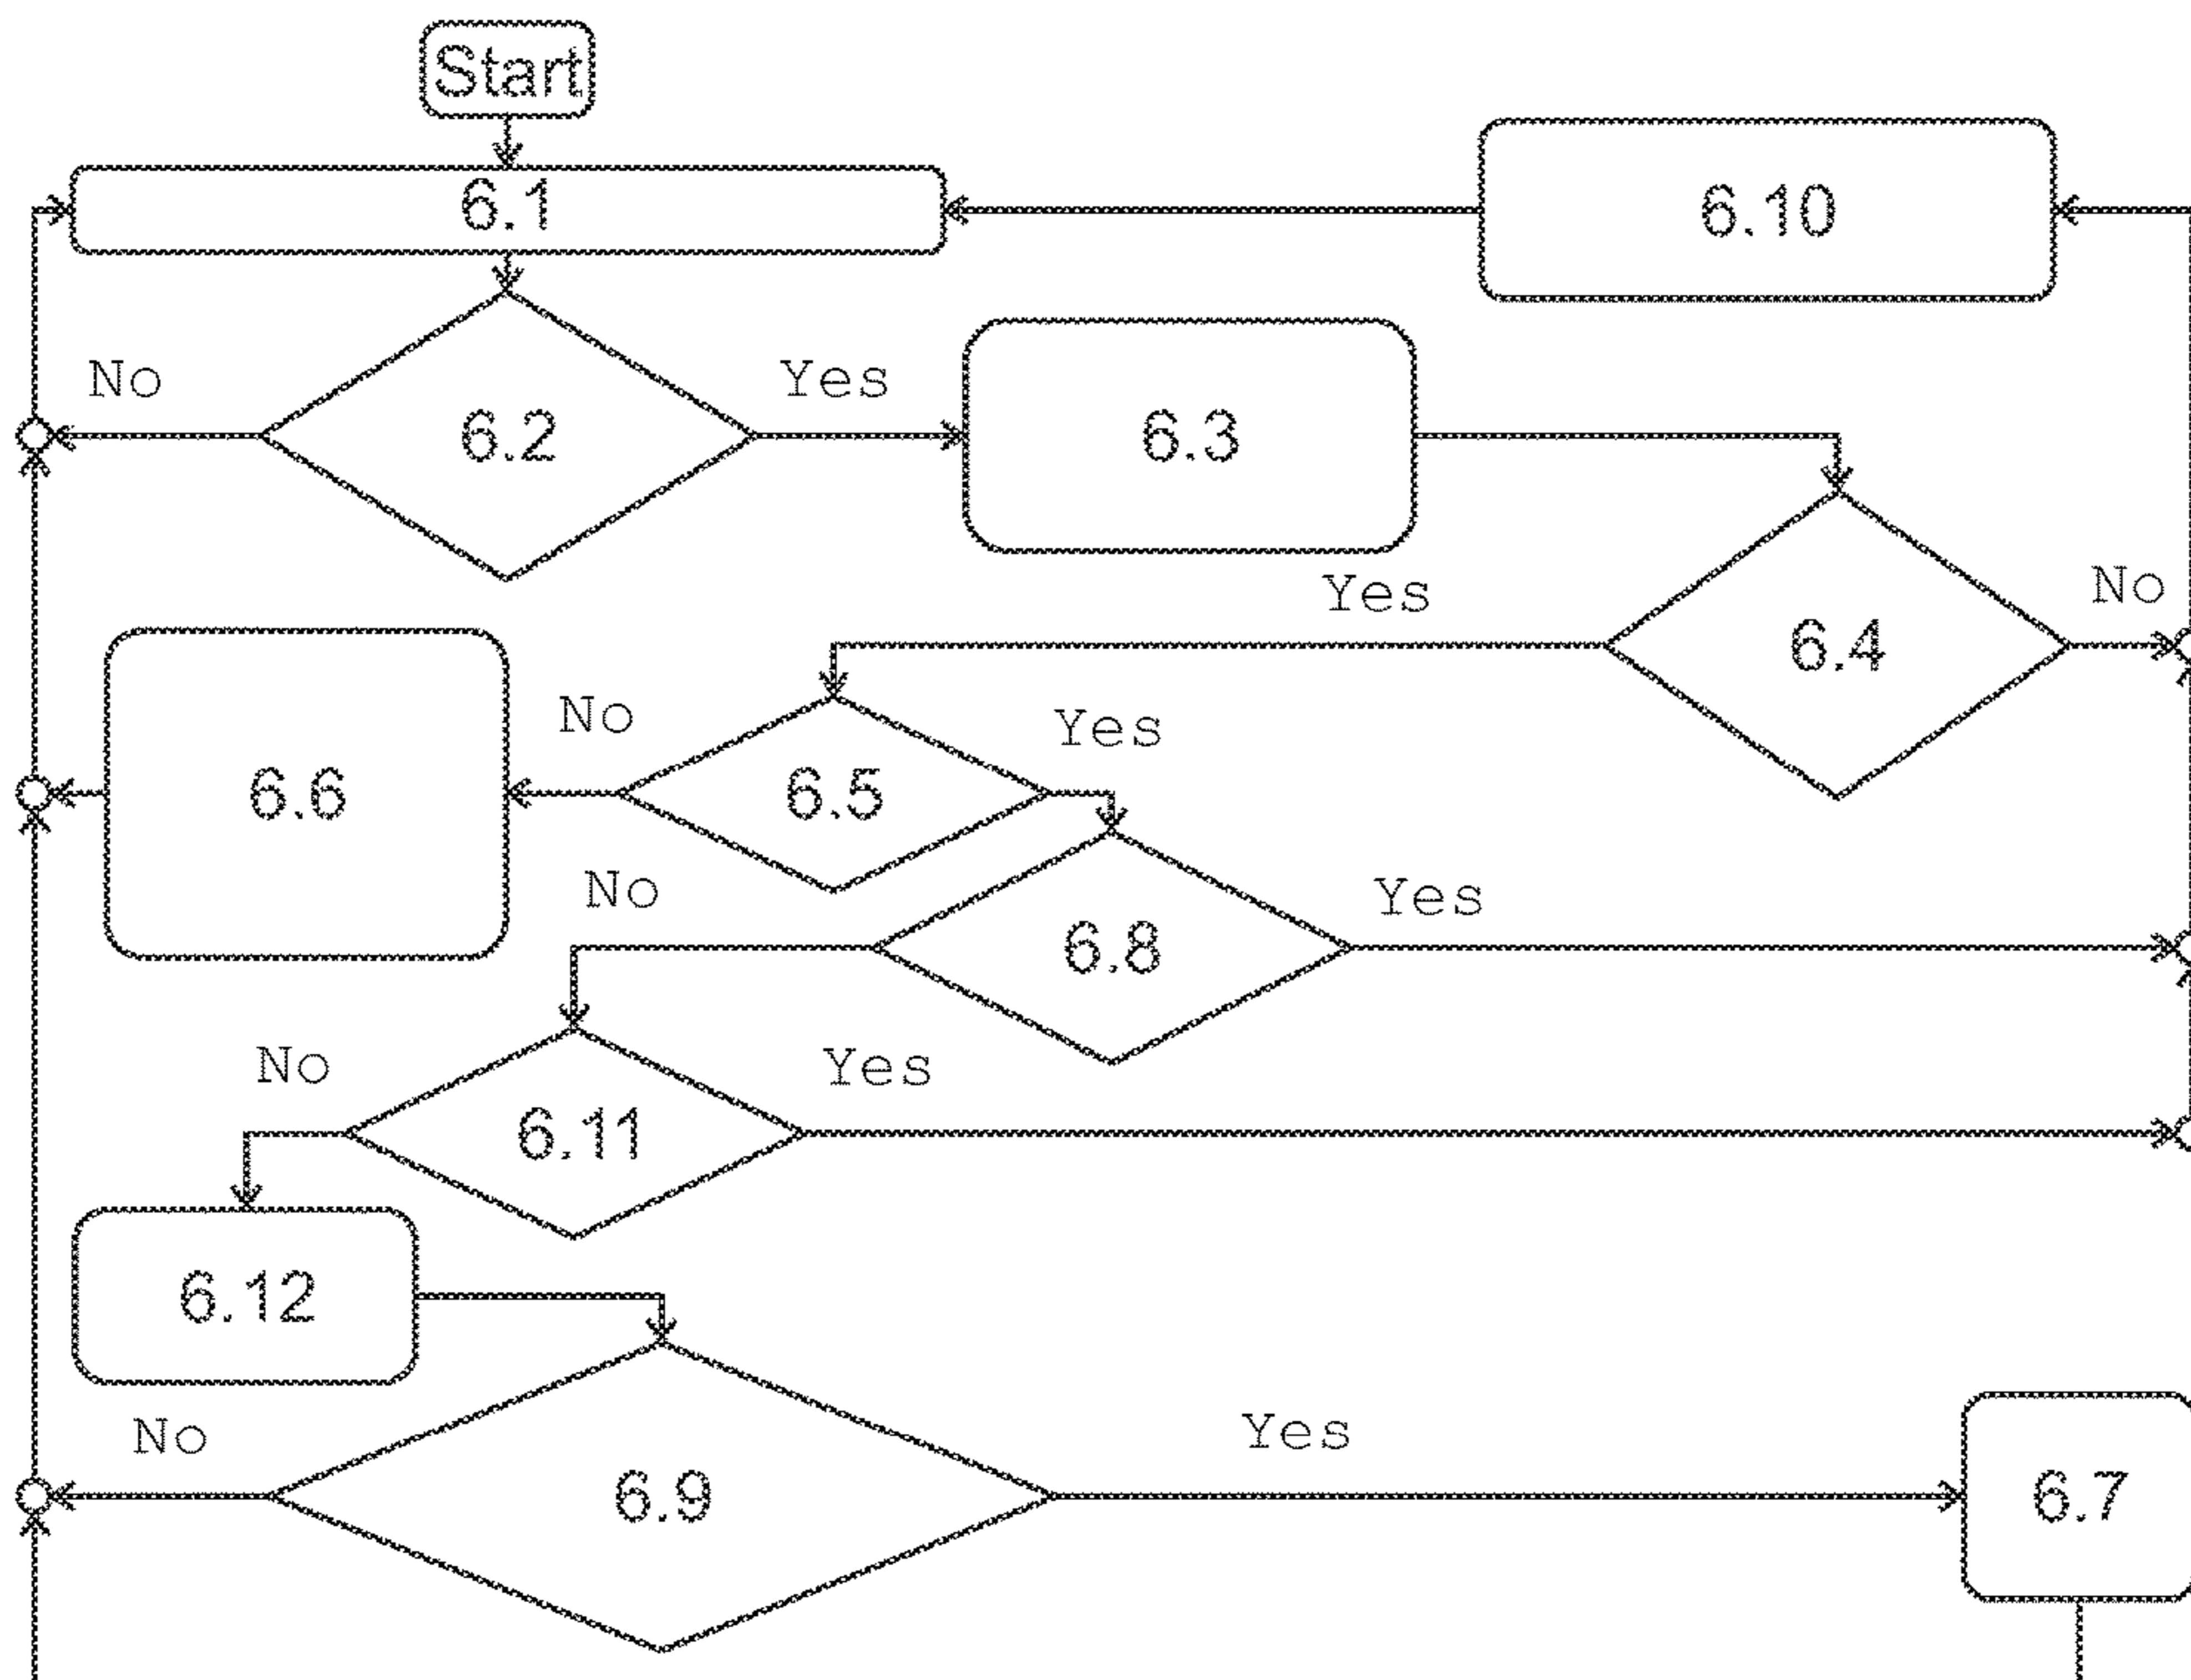 Start
6.1
6.10
No
Yes
6.2
6.3
Yes
No
6.4
No
Yes
6.6
6.5
No
Yes
6.8
No
Yes
6.11
6.12
No
Yes
6.9
6.7